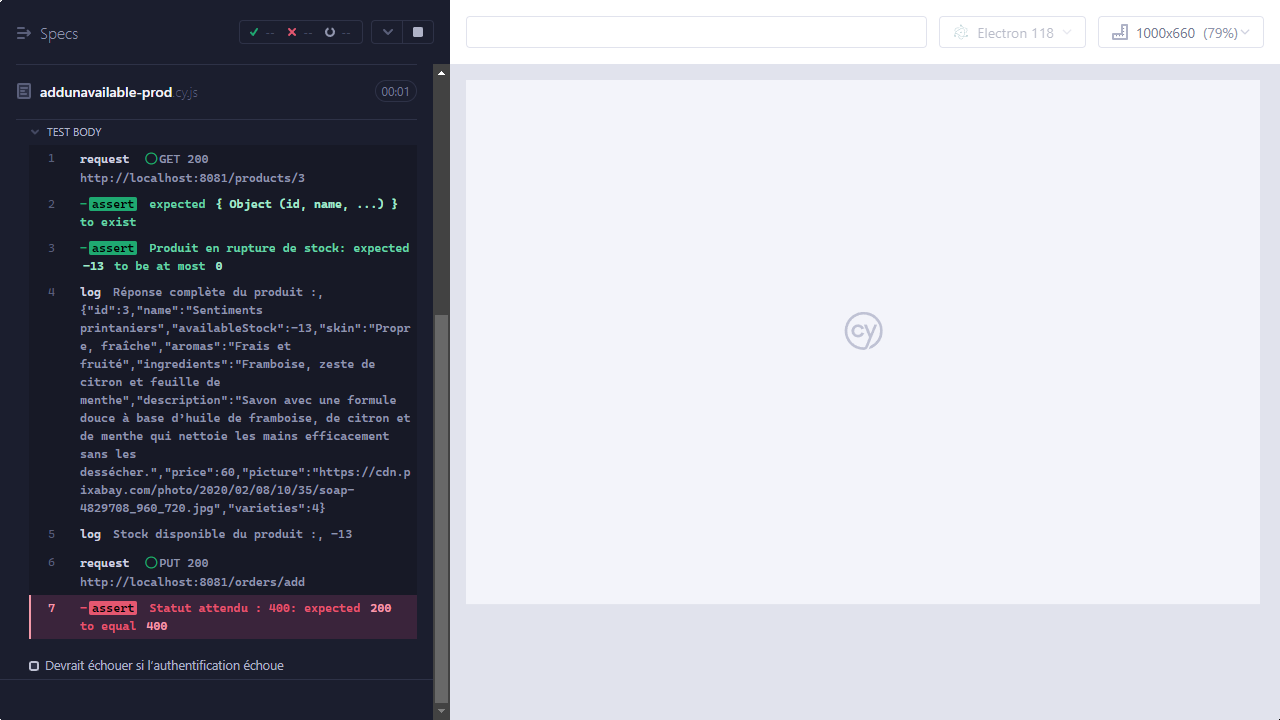 Specs
--
--
--
Electron 118
1000x660 (79%)
addunavailable-prod.cy.js
00:01
TEST BODY
1 request GET 200
http://localhost:8081/products/3
2 -assert expected { Object (id, name, ...) }
to exist
3 -assert Produit en rupture de stock: expected
-13 to be at most 0
4 log Réponse complète du produit :,
{"id":3,"name":"Sentiments
printaniers","availableStock":-13,"skin":"Propr
e, fraîche","aromas":"Frais et
fruité","ingredients":"Framboise, zeste de
citron et feuille de
menthe","description":"Savon avec une formule
douce à base d’huile de framboise, de citron et
de menthe qui nettoie les mains efficacement
sans les
dessécher.","price":60,"picture":"https://cdn.p
ixabay.com/photo/2020/02/08/10/35/soap-
4829708_960_720.jpg","varieties":4}
5 log Stock disponible du produit :, -13
6 request PUT 200
http://localhost:8081/orders/add
7 -assert Statut attendu : 400: expected 200
to equal 400
Devrait échouer si l’authentification échoue
cy